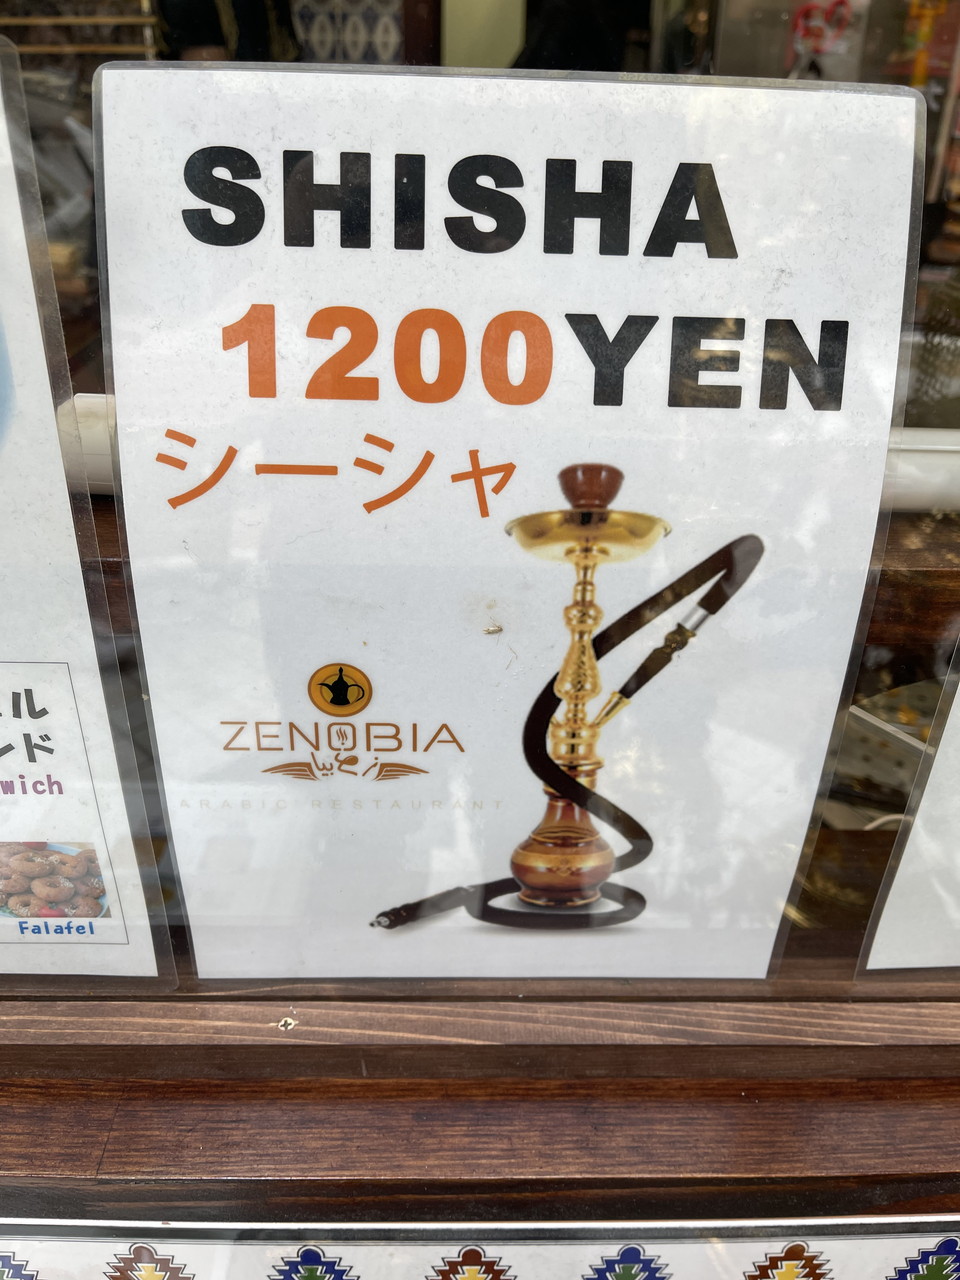 SHISHA
1200YEN
シーシャ
ZENOBIA
زنوبيا
ARABIC RESTAURANT
ル
ンド
wich
Falafel